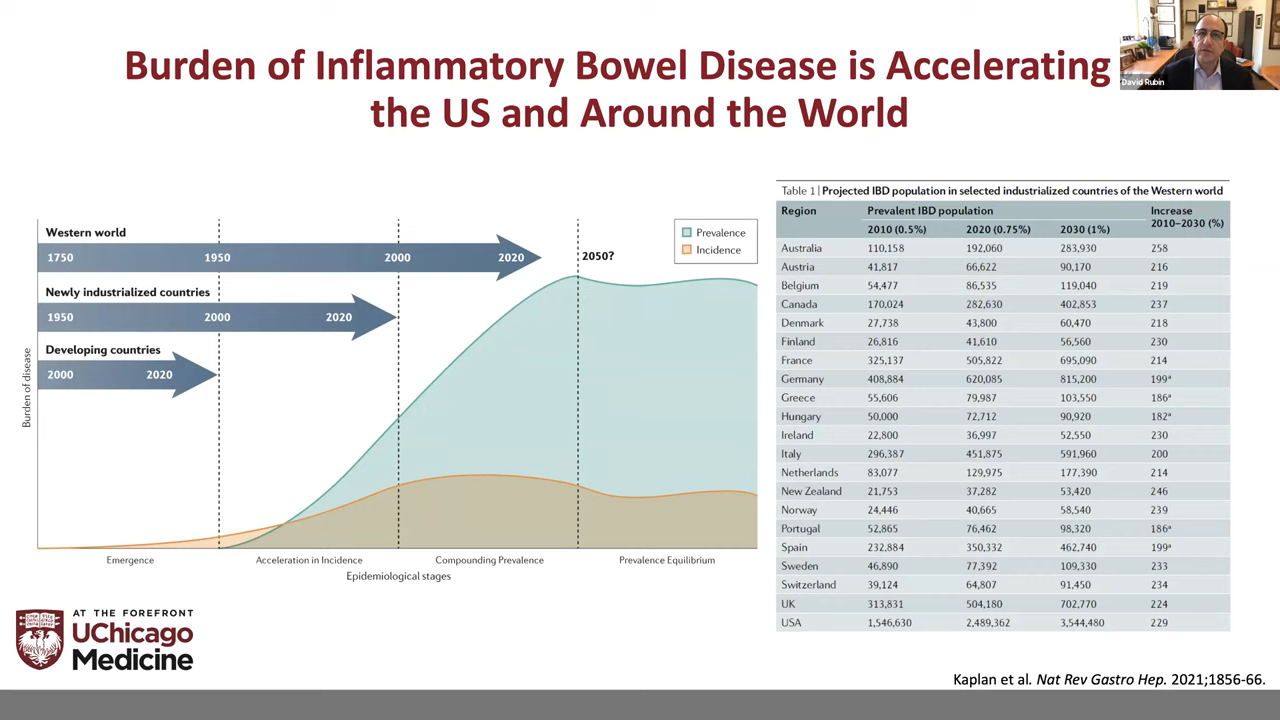 Burden of Inflammatory Bowel Disease is Accelerating
the US and Around the World
David Rubin
Western world
1750 1950 2000 2020
2050?
Newly industrialized countries
1950 2000 2020
Developing countries
2000 2020
Prevalence
Incidence
Burden of disease
Emergence Acceleration in Incidence Compounding Prevalence Prevalence Equilibrium
Epidemiological stages
Table 1 | Projected IBD population in selected industrialized countries of the Western world
Region Prevalent IBD population Increase
2010 (0.5%) 2020 (0.75%) 2030 (1%) 2010–2030 (%)
Australia 110,158 192,060 283,930 258
Austria 41,817 66,622 90,170 216
Belgium 54,477 86,535 119,040 219
Canada 170,024 282,630 402,853 237
Denmark 27,738 43,800 60,470 218
Finland 26,816 41,610 56,560 230
France 325,137 505,822 695,090 214
Germany 408,884 620,085 815,200 199ᵃ
Greece 55,606 79,987 103,550 186ᵃ
Hungary 50,000 72,712 90,920 182ᵃ
Ireland 22,800 36,997 52,550 230
Italy 296,387 451,875 591,960 200
Netherlands 83,077 129,975 177,390 214
New Zealand 21,753 37,282 53,420 246
Norway 24,446 40,665 58,540 239
Portugal 52,865 76,462 98,320 186ᵃ
Spain 232,884 350,332 462,740 199ᵃ
Sweden 46,890 77,392 109,330 233
Switzerland 39,124 64,807 91,450 234
UK 313,831 504,180 702,770 224
USA 1,546,630 2,489,362 3,544,480 229
AT THE FOREFRONT
UChicago
Medicine
Kaplan et al. Nat Rev Gastro Hep. 2021;1856-66.